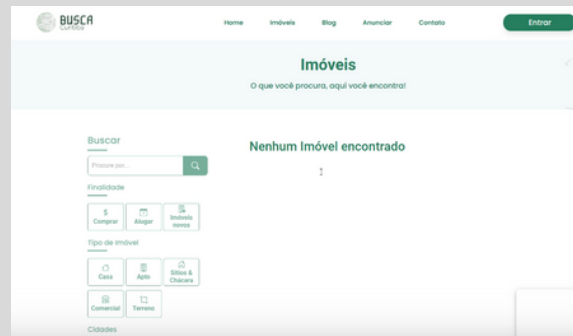 BUSCA
Curitiba
Home Imóveis Blog Anunciar Contato Entrar
Imóveis
O que você procura, aqui você encontra!
Buscar
Procure por...
Nenhum Imóvel encontrado
Finalidade
$
Comprar
Alugar
Imóveis
novos
Tipo de Imóvel
Casa
Apto
Sítios &
Chácara
Comercial
Terreno
Cidades